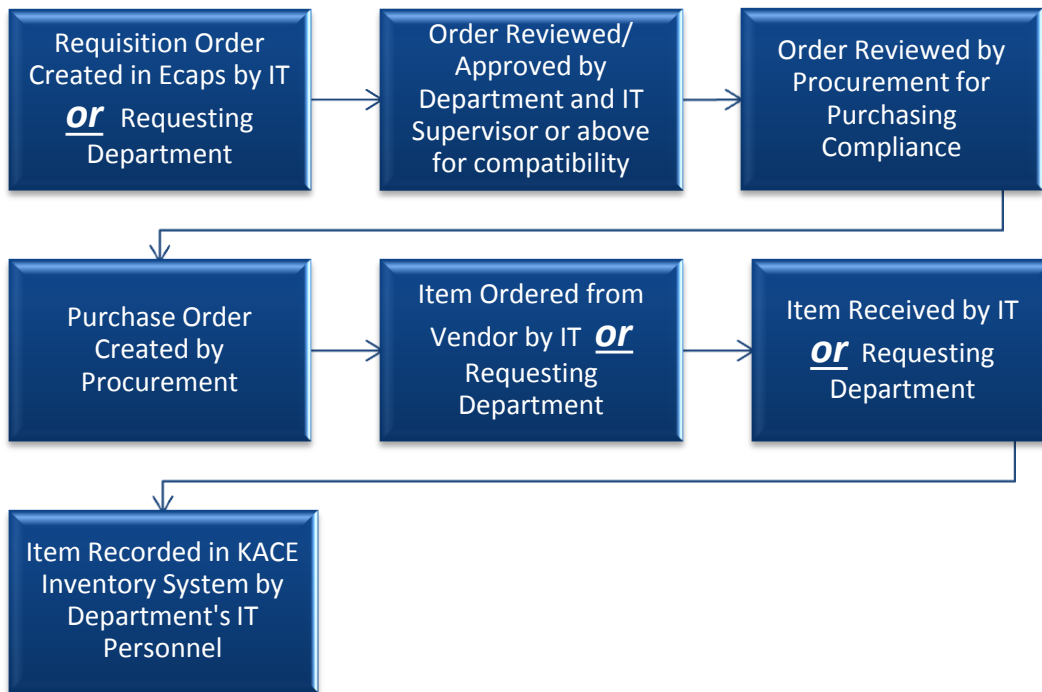 Requisition Order
Created in Ecaps by IT
or Requesting
Department
Order Reviewed/
Approved by
Department and IT
Supervisor or above
for compatibility
Order Reviewed by
Procurement for
Purchasing
Compliance
Purchase Order
Created by
Procurement
Item Ordered from
Vendor by IT or
Requesting
Department
Item Received by IT
or Requesting
Department
Item Recorded in KACE
Inventory System by
Department's IT
Personnel